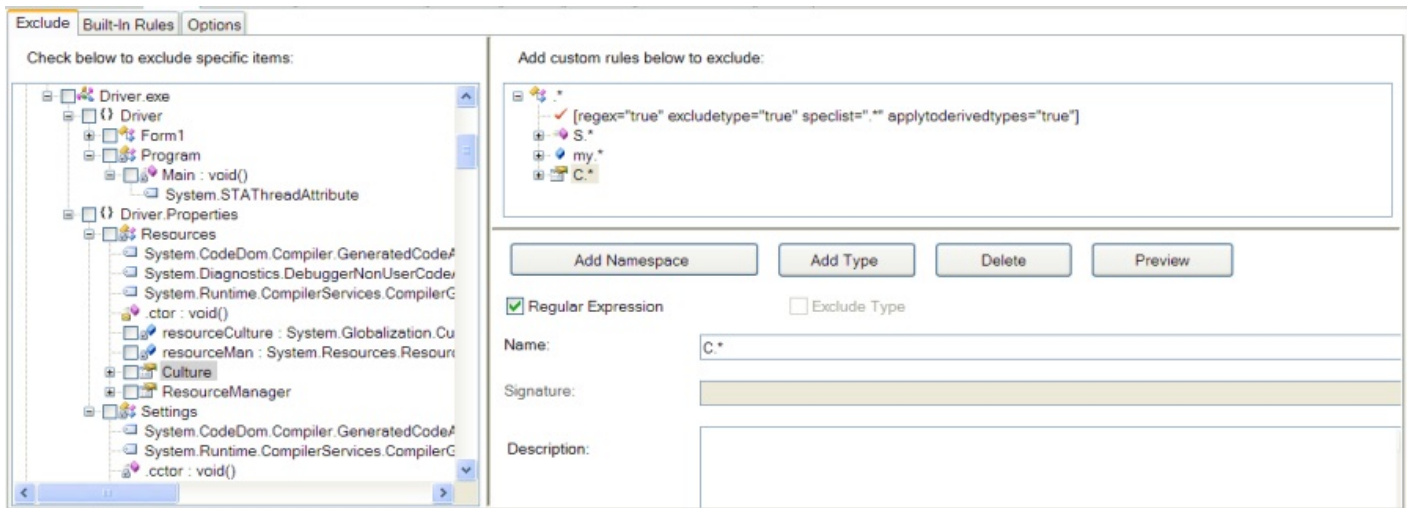 Exclude Built-In Rules Options
Check below to exclude specific items:
Driver.exe
{} Driver
Form1
Program
Main : void()
System.STAThreadAttribute
{} Driver.Properties
Resources
System.CodeDom.Compiler.GeneratedCodeA
System.Diagnostics.DebuggerNonUserCodeA
System.Runtime.CompilerServices.CompilerG
.ctor : void()
resourceCulture : System.Globalization.Cu
resourceMan : System.Resources.Resourc
Culture
ResourceManager
Settings
System.CodeDom.Compiler.GeneratedCodeA
System.Runtime.CompilerServices.CompilerG
.cctor : void()
Add custom rules below to exclude:
.*
[regex="true" excludetype="true" speclist=".*" applytoderivedtypes="true"]
S.*
my.*
C.*
Add Namespace Add Type Delete Preview
Regular Expression Exclude Type
Name: C.*
Signature:
Description: